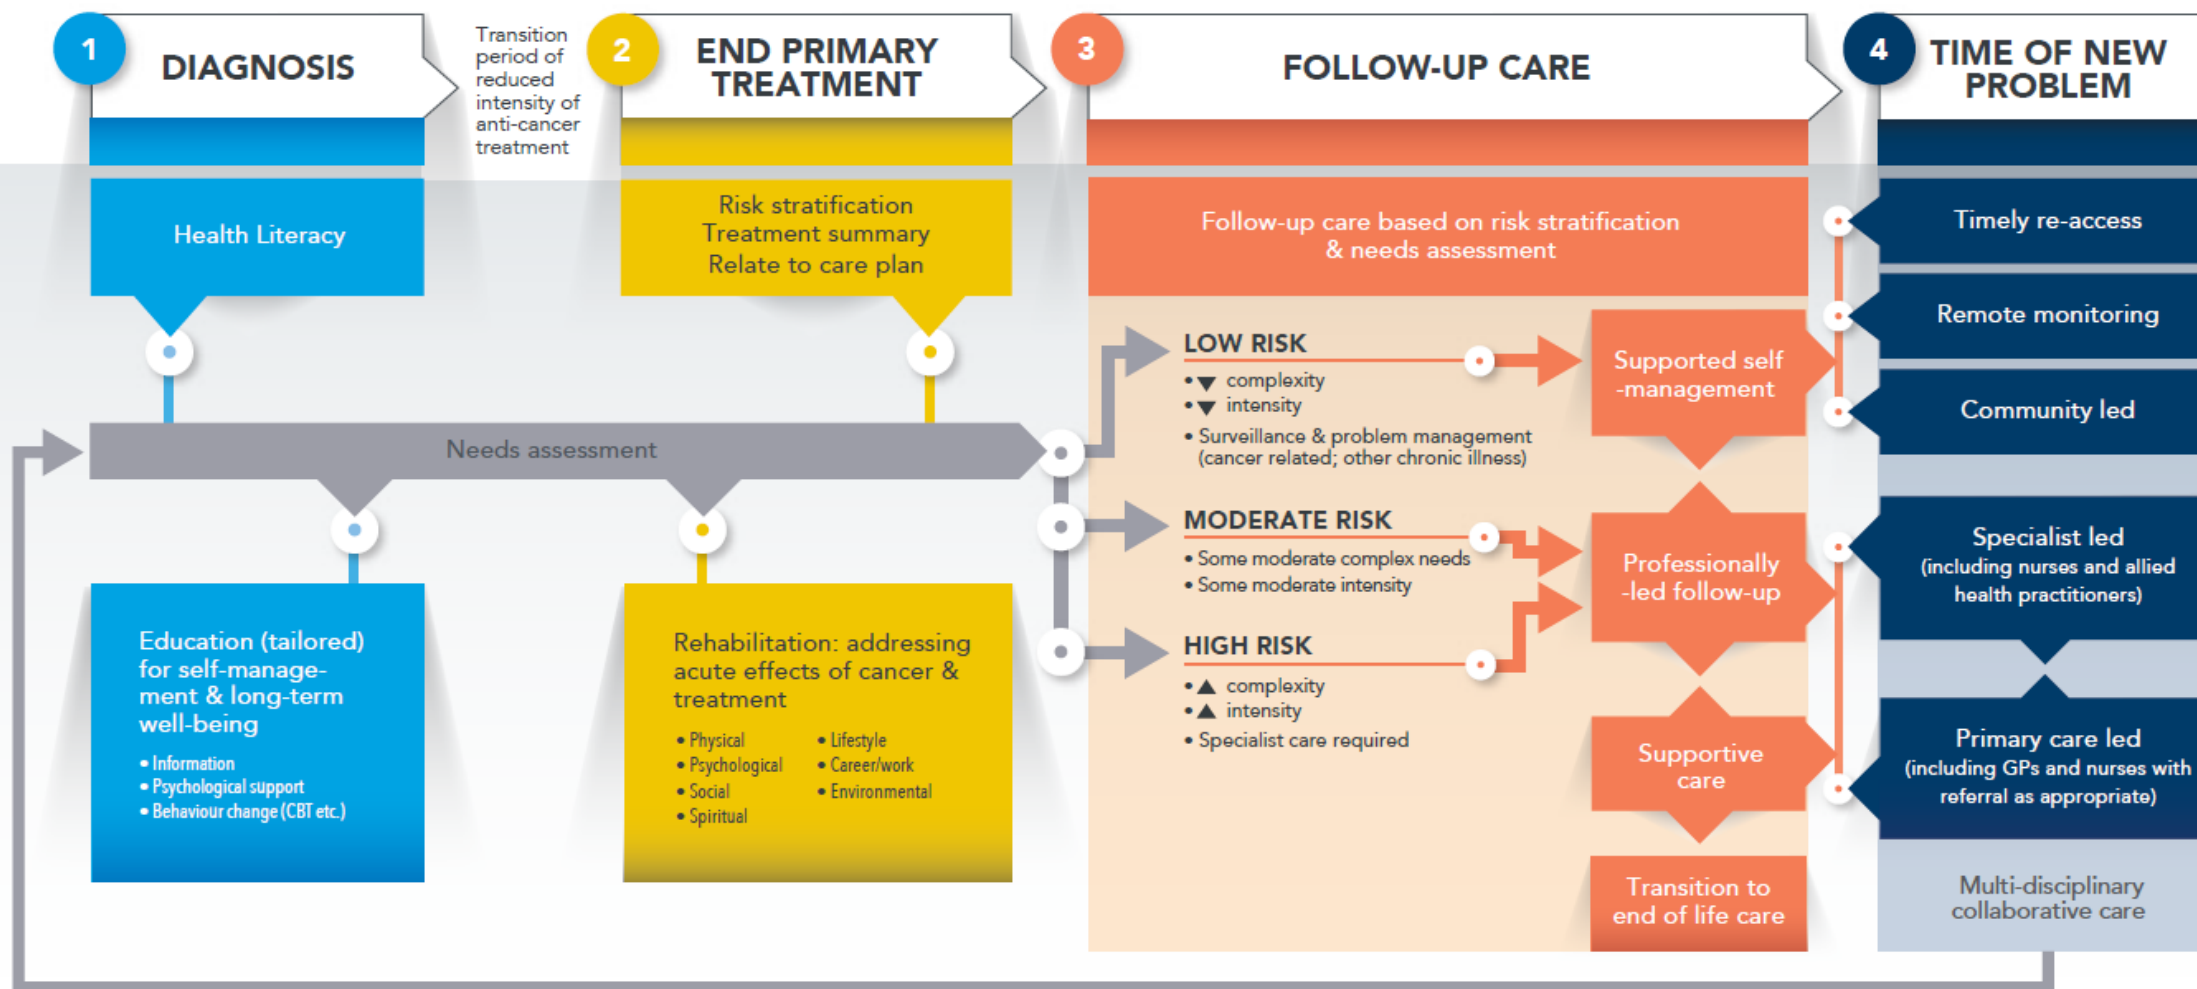 1
DIAGNOSIS
Transition
period of
reduced
intensity of
anti-cancer
treatment
2
END PRIMARY
TREATMENT
3
FOLLOW-UP CARE
4
TIME OF NEW
PROBLEM
Health Literacy
Risk stratification
Treatment summary
Relate to care plan
Follow-up care based on risk stratification
& needs assessment
Timely re-access
Remote monitoring
Community led
Needs assessment
LOW RISK
• ▼ complexity
• ▼ intensity
• Surveillance & problem management
(cancer related; other chronic illness)
Supported self
-management
MODERATE RISK
• Some moderate complex needs
• Some moderate intensity
Professionally
-led follow-up
HIGH RISK
• ▲ complexity
• ▲ intensity
• Specialist care required
Supportive
care
Transition to
end of life care
Specialist led
(including nurses and allied
health practitioners)
Primary care led
(including GPs and nurses with
referral as appropriate)
Multi-disciplinary
collaborative care
Education (tailored)
for self-manage-
ment & long-term
well-being
• Information
• Psychological support
• Behaviour change (CBT etc.)
Rehabilitation: addressing
acute effects of cancer &
treatment
• Physical
• Psychological
• Social
• Spiritual
• Lifestyle
• Career/work
• Environmental